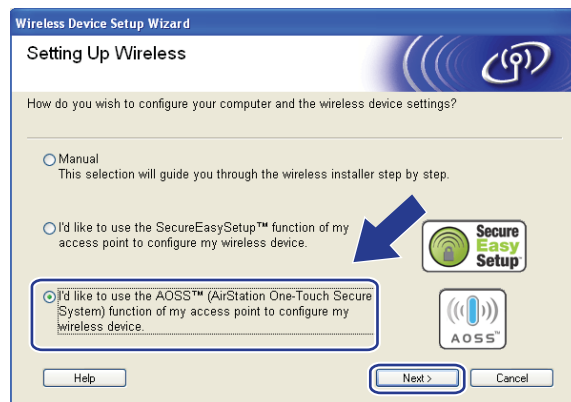 Wireless Device Setup Wizard
Setting Up Wireless
How do you wish to configure your computer and the wireless device settings?
Manual
This selection will guide you through the wireless installer step by step.
I'd like to use the SecureEasySetup™ function of my
access point to configure my wireless device.
Secure
Easy
Setup
I'd like to use the AOSS™ (AirStation One-Touch Secure
System) function of my access point to configure my
wireless device.
AOSS™
Help
Next >
Cancel